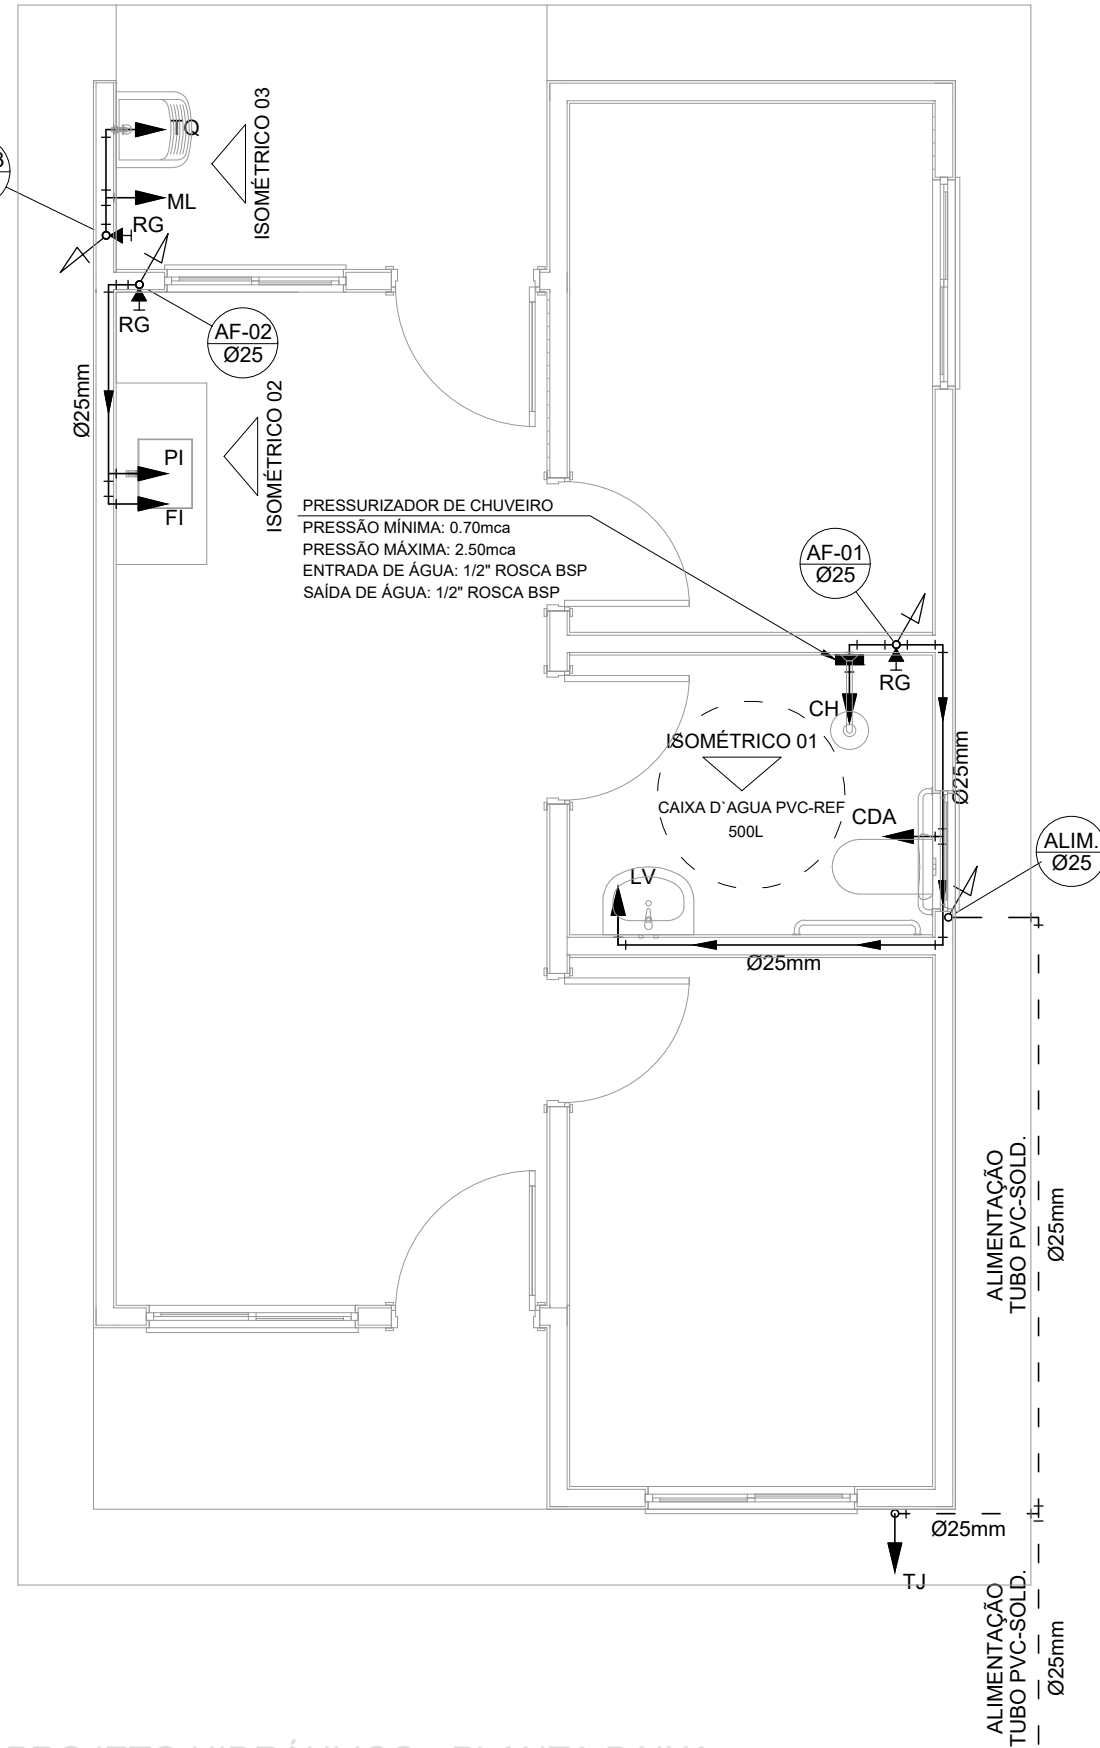 TQ
ML
RG
ISOMÉTRICO 03
RG
AF-02
Ø25
Ø25mm
ISOMÉTRICO 02
PI
FI
PRESSURIZADOR DE CHUVEIRO
PRESSÃO MÍNIMA: 0.70mca
PRESSÃO MÁXIMA: 2.50mca
ENTRADA DE ÁGUA: 1/2" ROSCA BSP
SAÍDA DE ÁGUA: 1/2" ROSCA BSP
AF-01
Ø25
RG
CH
ISOMÉTRICO 01
Ø25mm
CAIXA D`AGUA PVC-REF
500L
CDA
ALIM.
Ø25
LV
Ø25mm
ALIMENTAÇÃO
TUBO PVC-SOLD.
Ø25mm
Ø25mm
TJ
ALIMENTAÇÃO
TUBO PVC-SOLD.
Ø25mm